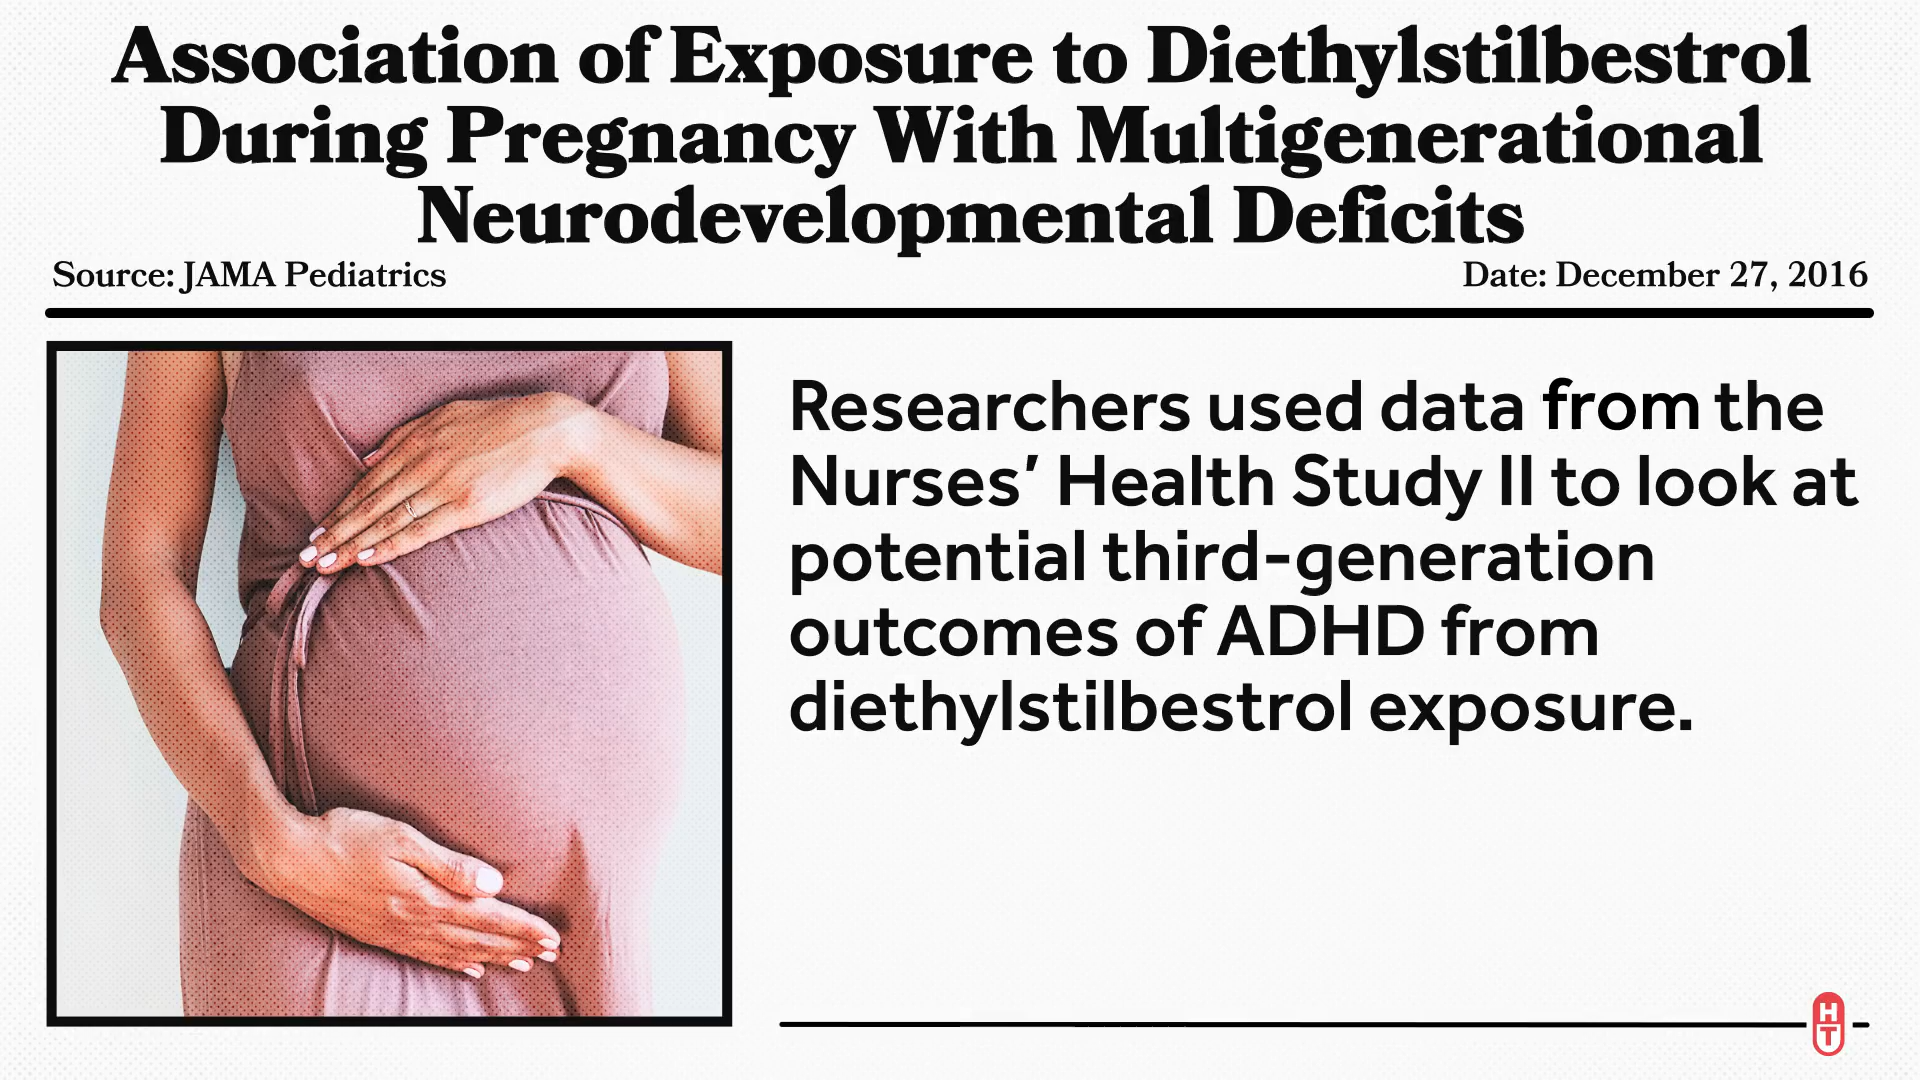 Association of Exposure to Diethylstilbestrol
During Pregnancy With Multigenerational
Neurodevelopmental Deficits
Source: JAMA Pediatrics
Date: December 27, 2016
Researchers used data from the
Nurses’ Health Study II to look at
potential third-generation
outcomes of ADHD from
diethylstilbestrol exposure.
H
T